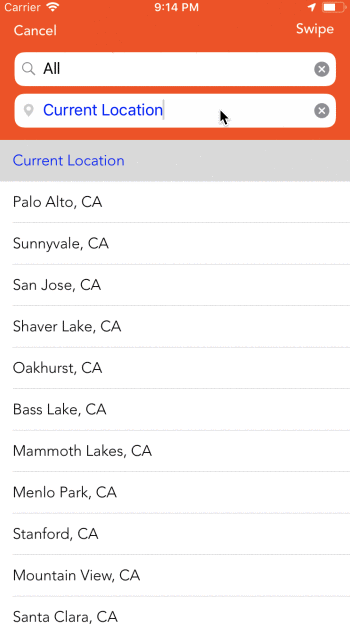 Carrier 9:14 PM
Cancel Swipe
All
Current Location
Current Location
Palo Alto, CA
Sunnyvale, CA
San Jose, CA
Shaver Lake, CA
Oakhurst, CA
Bass Lake, CA
Mammoth Lakes, CA
Menlo Park, CA
Stanford, CA
Mountain View, CA
Santa Clara, CA